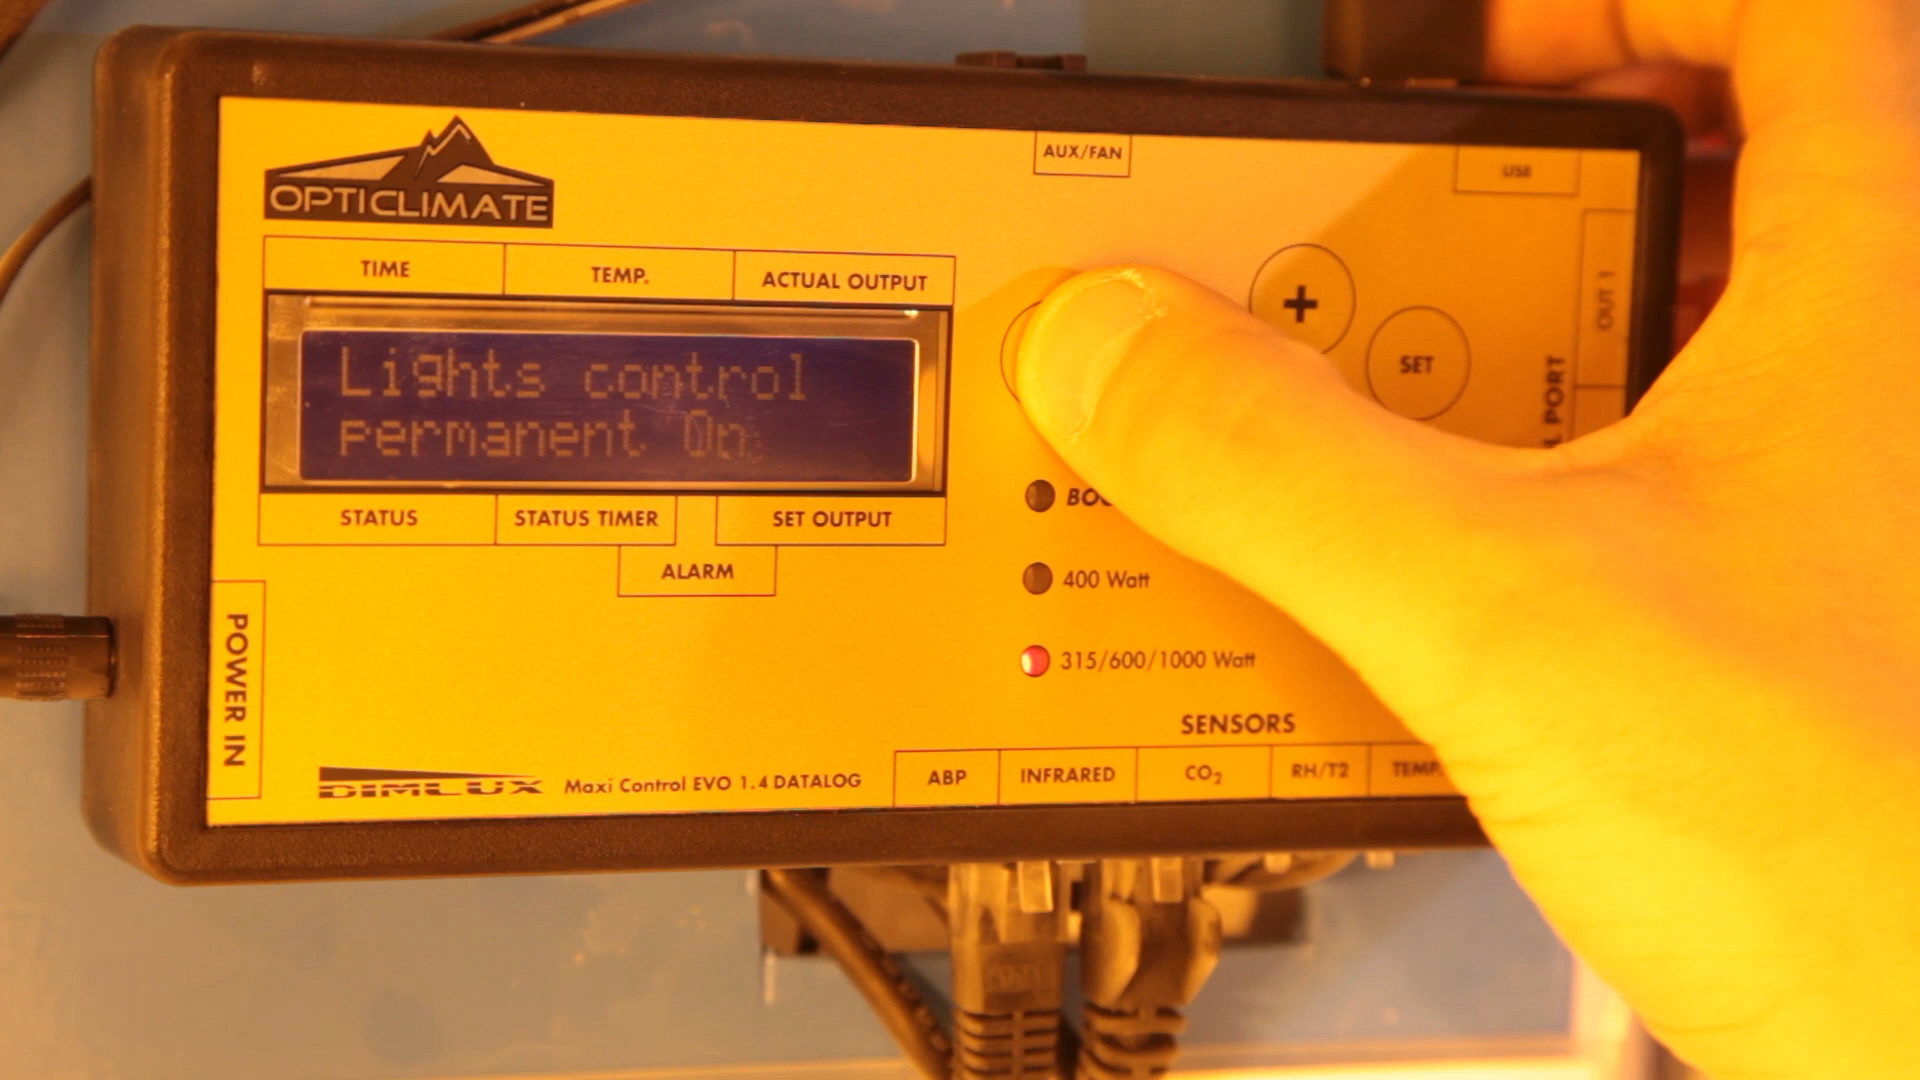 OPTICLIMATE
AUX/FAN
USB
TIME
TEMP.
ACTUAL OUTPUT
Lights control
permanent On
+
SET
OUT 1
PORT
STATUS
STATUS TIMER
SET OUTPUT
ALARM
400 Watt
315/600/1000 Watt
POWER IN
SENSORS
DIMLUX
Maxi Control EVO 1.4 DATALOG
ABP
INFRARED
CO₂
RH/T2
TEMP.